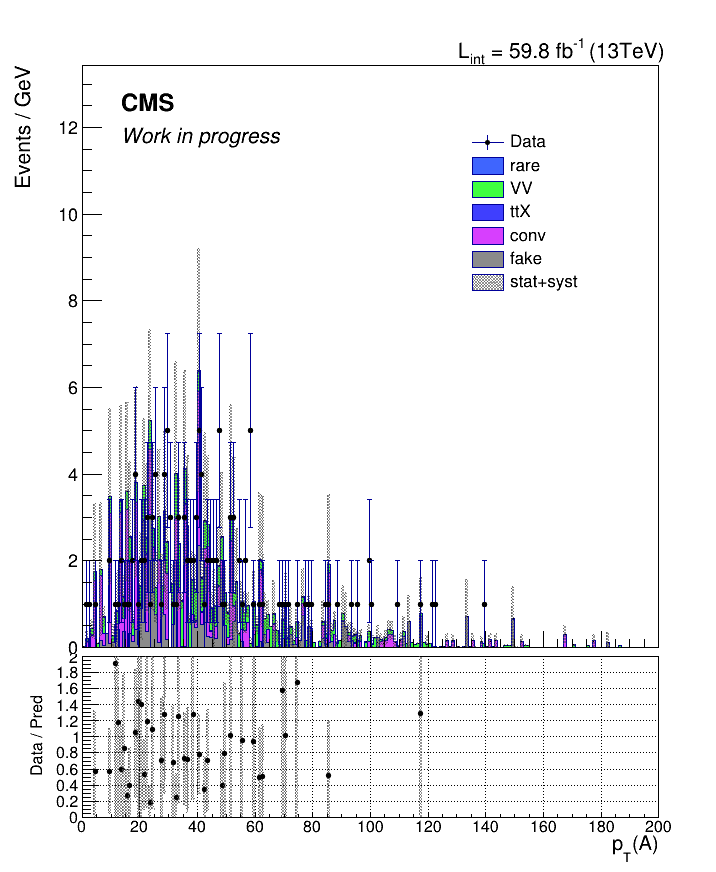 L_int = 59.8 fb^-1 (13TeV)
CMS
Work in progress
Events / GeV
12
10
8
6
4
2
0
Data
rare
VV
ttX
conv
fake
stat+syst
Data / Pred
2
1.8
1.6
1.4
1.2
1
0.8
0.6
0.4
0.2
0
0 20 40 60 80 100 120 140 160 180 200
p_T(A)